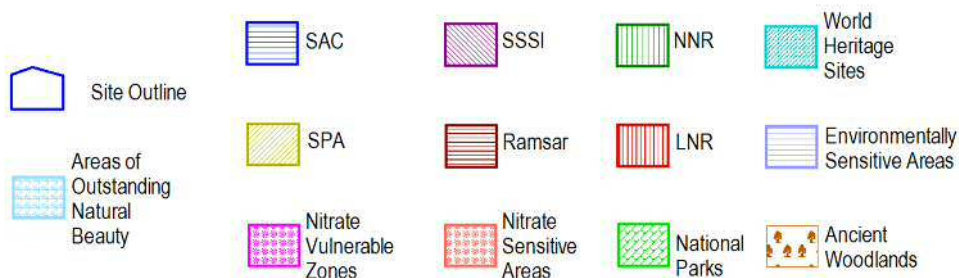 Site Outline
Areas of
Outstanding
Natural
Beauty
SAC
SPA
Nitrate
Vulnerable
Zones
SSSI
Ramsar
Nitrate
Sensitive
Areas
NNR
LNR
National
Parks
World
Heritage
Sites
Environmentally
Sensitive Areas
Ancient
Woodlands